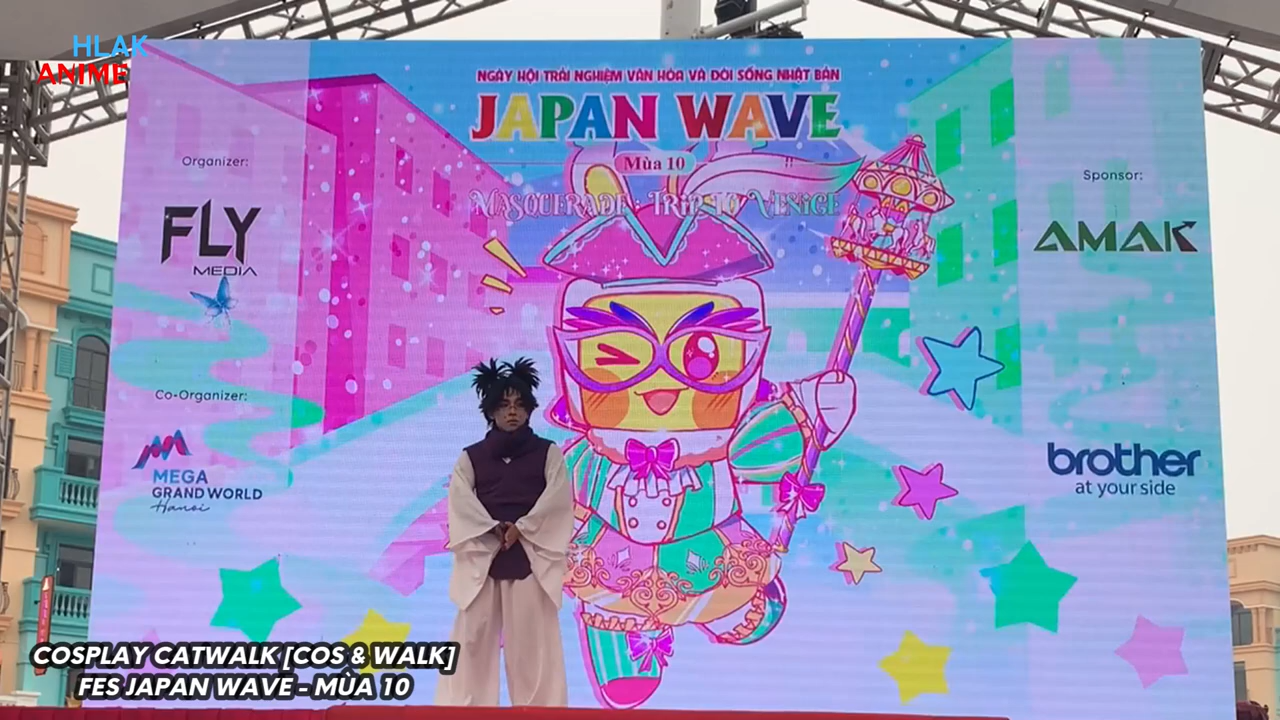 HLAK
ANIME
NGÀY HỘI TRẢI NGHIỆM VĂN HÓA VÀ ĐỜI SỐNG NHẬT BẢN
JAPAN WAVE
Mùa 10
MASQUERADE: TRIP TO VENICE
Organizer:
FLY
MEDIA
Co-Organizer:
MEGA
GRAND WORLD
Hanoi
Sponsor:
AMAK
brother
at your side
COSPLAY CATWALK [COS & WALK]
FES JAPAN WAVE - MÙA 10